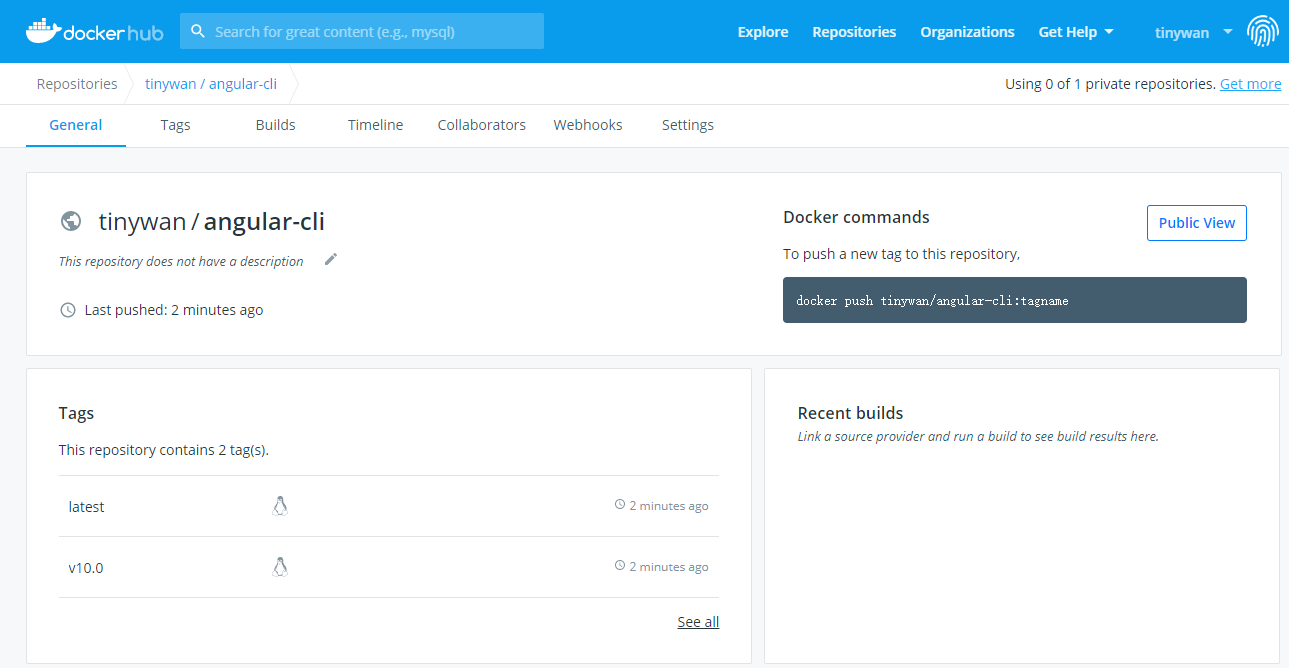 dockerhub
Search for great content (e.g., mysql)
Explore Repositories Organizations Get Help tinywan
Repositories tinywan / angular-cli Using 0 of 1 private repositories. Get more
General Tags Builds Timeline Collaborators Webhooks Settings
tinywan / angular-cli
This repository does not have a description
Last pushed: 2 minutes ago
Docker commands
Public View
To push a new tag to this repository,
docker push tinywan/angular-cli:tagname
Tags
This repository contains 2 tag(s).
latest 2 minutes ago
v10.0 2 minutes ago
See all
Recent builds
Link a source provider and run a build to see build results here.